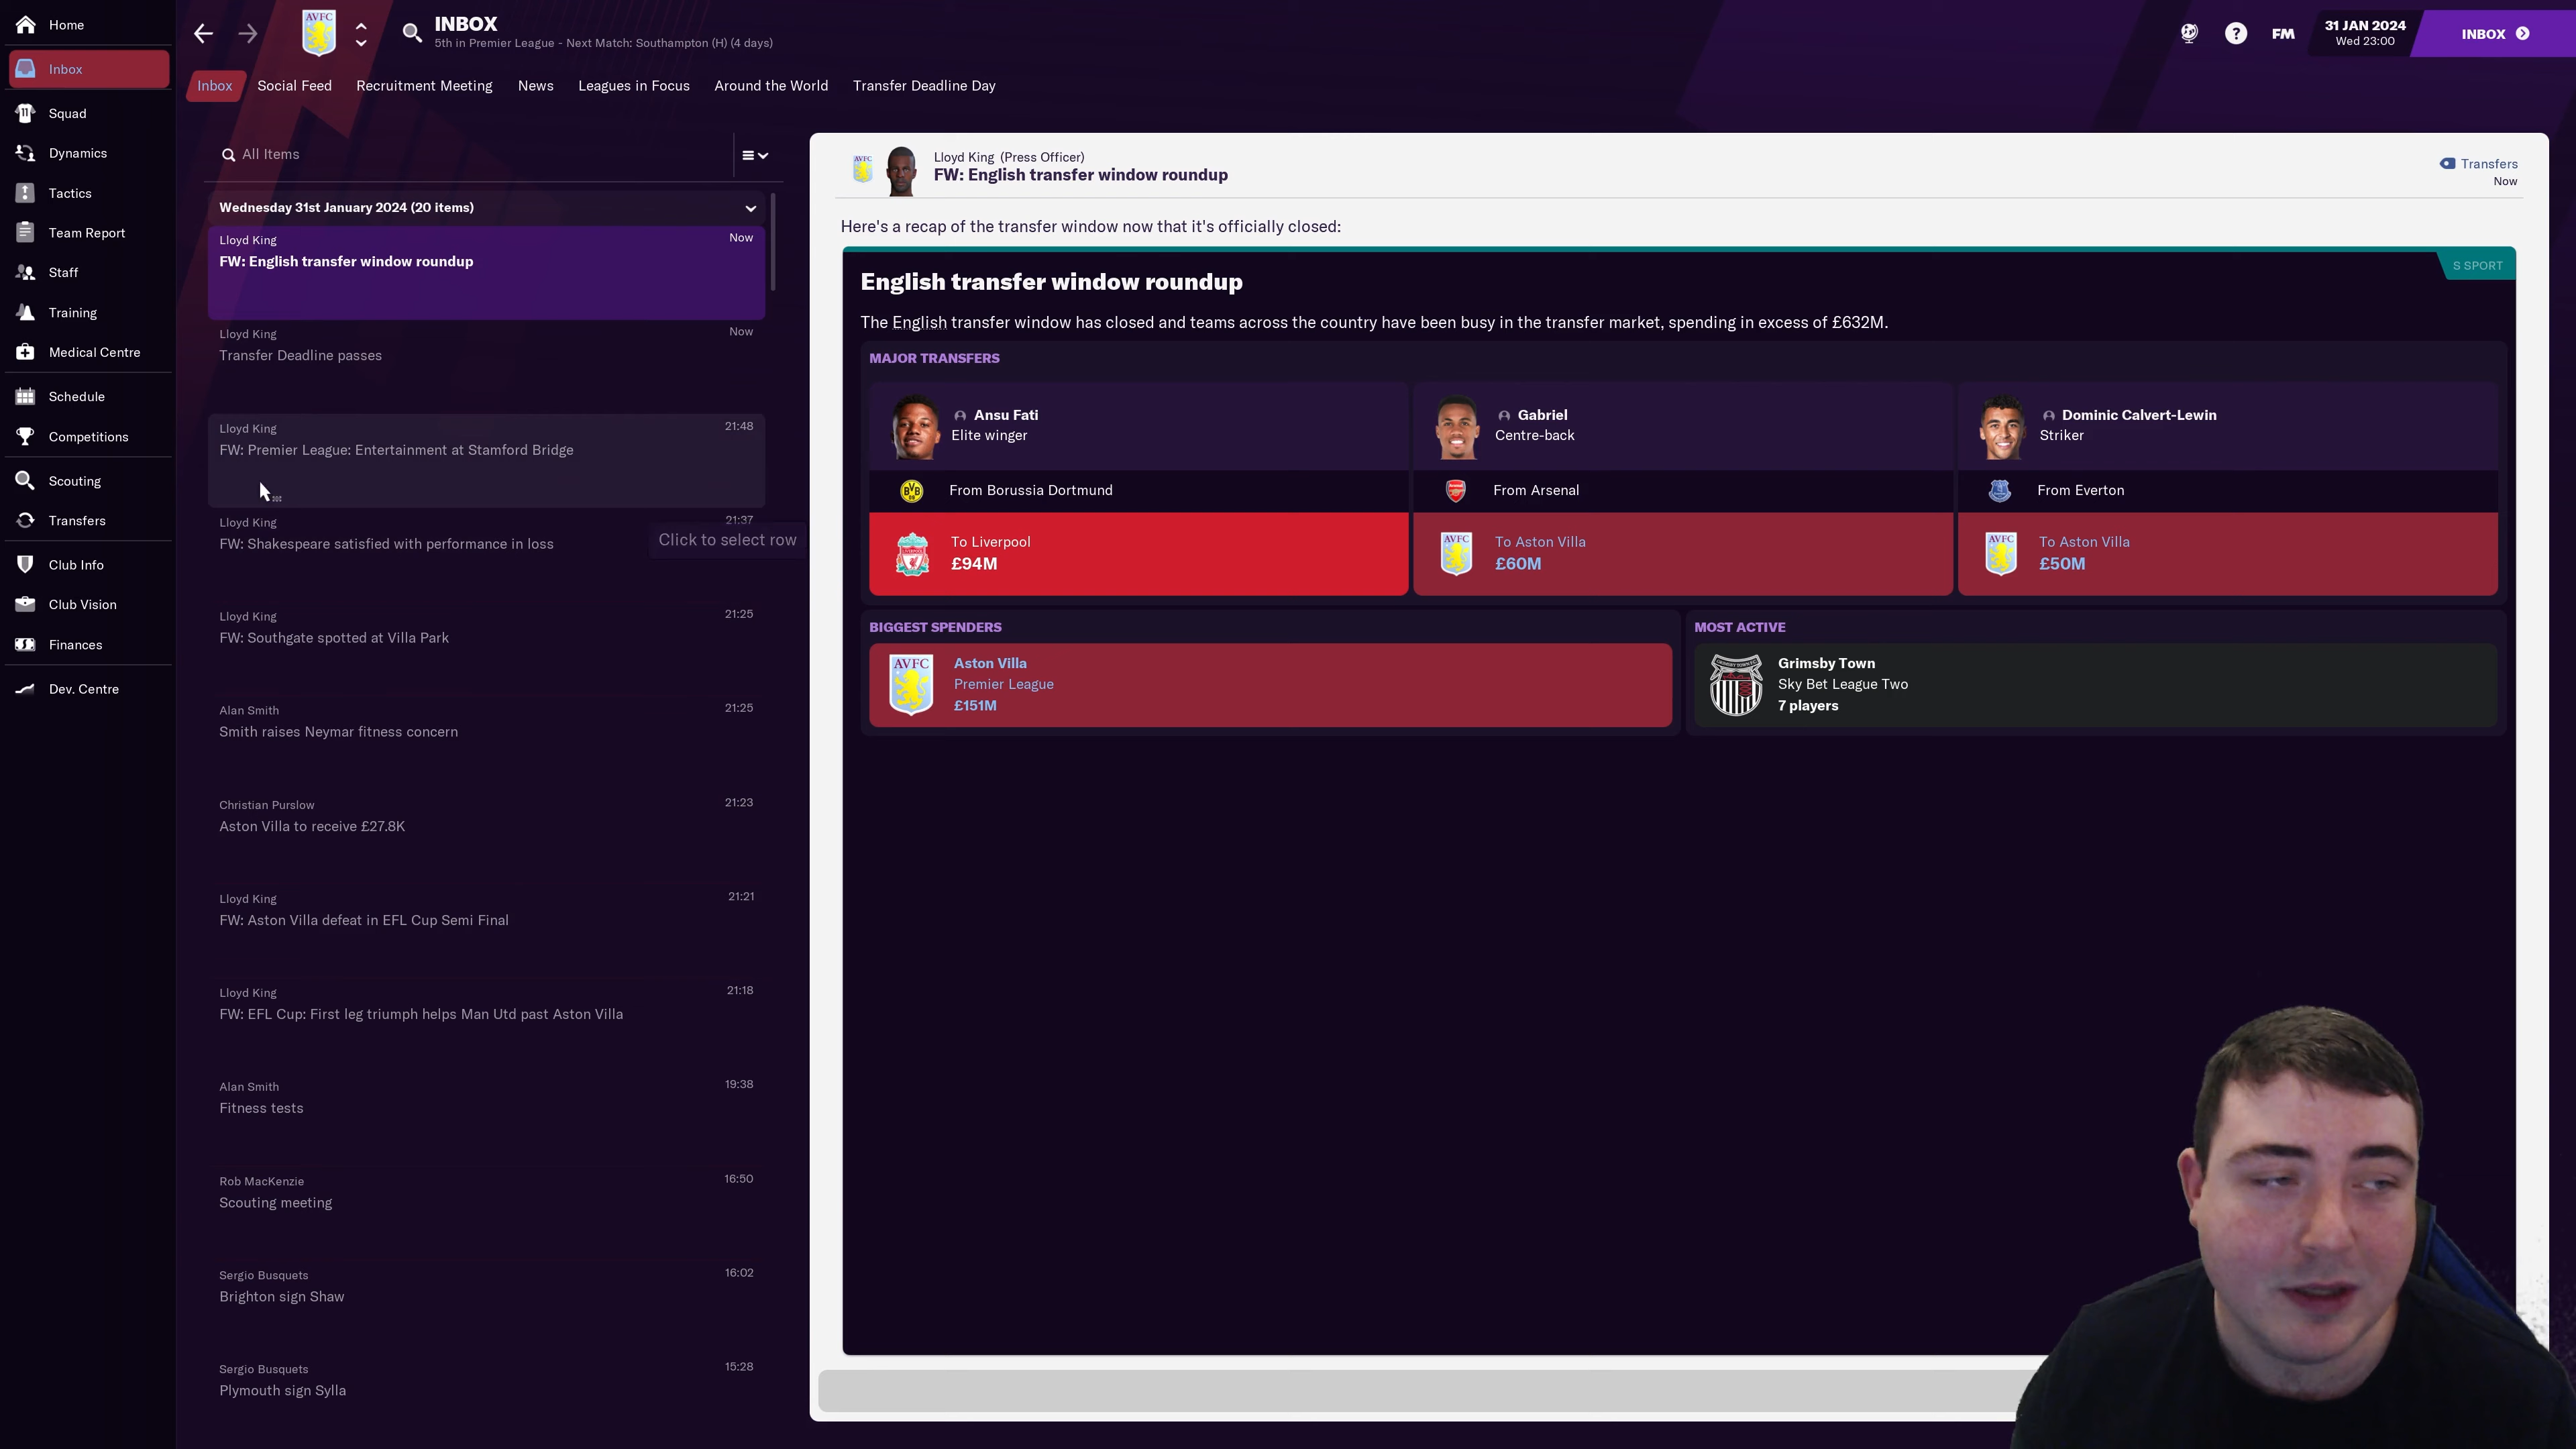 Home
Inbox
Squad
Dynamics
Tactics
Team Report
Staff
Training
Medical Centre
Schedule
Competitions
Scouting
Transfers
Club Info
Club Vision
Finances
Dev. Centre
AVFC
INBOX
5th in Premier League - Next Match: Southampton (H) (4 days)
FM
31 JAN 2024
Wed 23:00
INBOX
Inbox Social Feed Recruitment Meeting News Leagues in Focus Around the World Transfer Deadline Day
All Items
Wednesday 31st January 2024 (20 items)
Lloyd King Now
FW: English transfer window roundup
Lloyd King Now
Transfer Deadline passes
Lloyd King 21:48
FW: Premier League: Entertainment at Stamford Bridge
Lloyd King 21:37
FW: Shakespeare satisfied with performance in loss
Click to select row
Lloyd King 21:25
FW: Southgate spotted at Villa Park
Alan Smith 21:25
Smith raises Neymar fitness concern
Christian Purslow 21:23
Aston Villa to receive £27.8K
Lloyd King 21:21
FW: Aston Villa defeat in EFL Cup Semi Final
Lloyd King 21:18
FW: EFL Cup: First leg triumph helps Man Utd past Aston Villa
Alan Smith 19:38
Fitness tests
Rob MacKenzie 16:50
Scouting meeting
Sergio Busquets 16:02
Brighton sign Shaw
Sergio Busquets 15:28
Plymouth sign Sylla
AVFC
Lloyd King (Press Officer)
FW: English transfer window roundup
Transfers
Now
Here's a recap of the transfer window now that it's officially closed:
S SPORT
English transfer window roundup
The English transfer window has closed and teams across the country have been busy in the transfer market, spending in excess of £632M.
MAJOR TRANSFERS
Ansu Fati
Elite winger
From Borussia Dortmund
To Liverpool
£94M
Gabriel
Centre-back
From Arsenal
To Aston Villa
£60M
Dominic Calvert-Lewin
Striker
From Everton
To Aston Villa
£50M
BIGGEST SPENDERS
AVFC
Aston Villa
Premier League
£151M
MOST ACTIVE
Grimsby Town
Sky Bet League Two
7 players